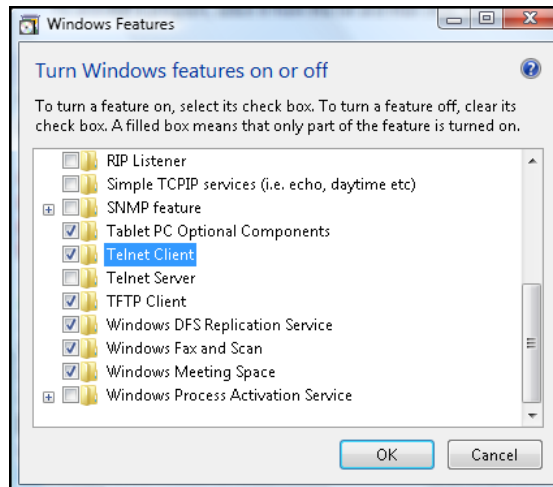 Windows Features
Turn Windows features on or off
To turn a feature on, select its check box. To turn a feature off, clear its
check box. A filled box means that only part of the feature is turned on.
RIP Listener
Simple TCPIP services (i.e. echo, daytime etc)
SNMP feature
Tablet PC Optional Components
Telnet Client
Telnet Server
TFTP Client
Windows DFS Replication Service
Windows Fax and Scan
Windows Meeting Space
Windows Process Activation Service
OK
Cancel